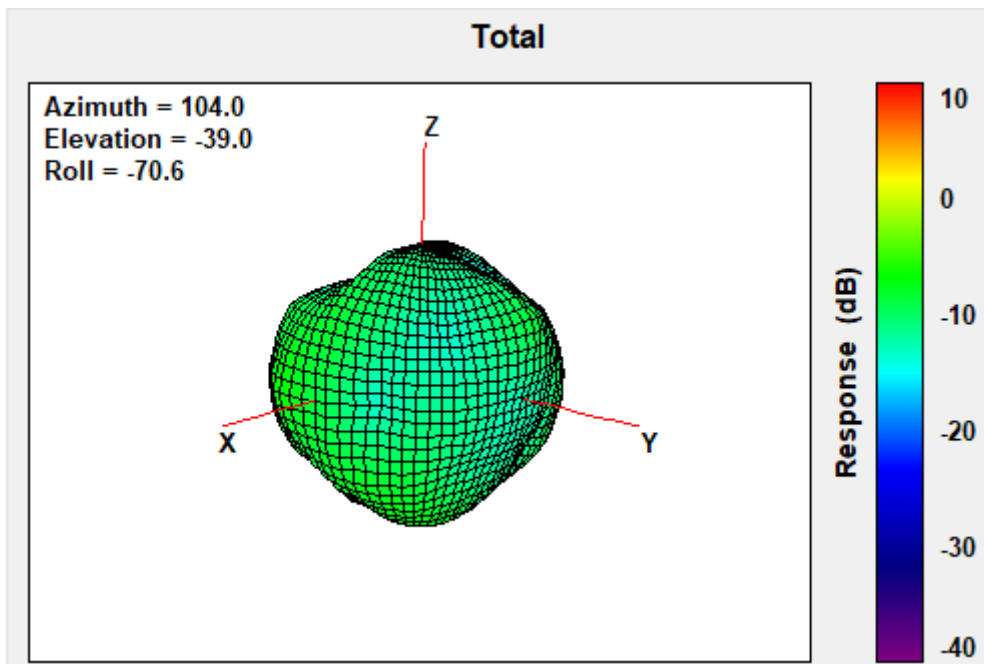 Total
Azimuth = 104.0
Elevation = -39.0
Roll = -70.6
Z
X
Y
10
0
-10
-20
-30
-40
Response (dB)